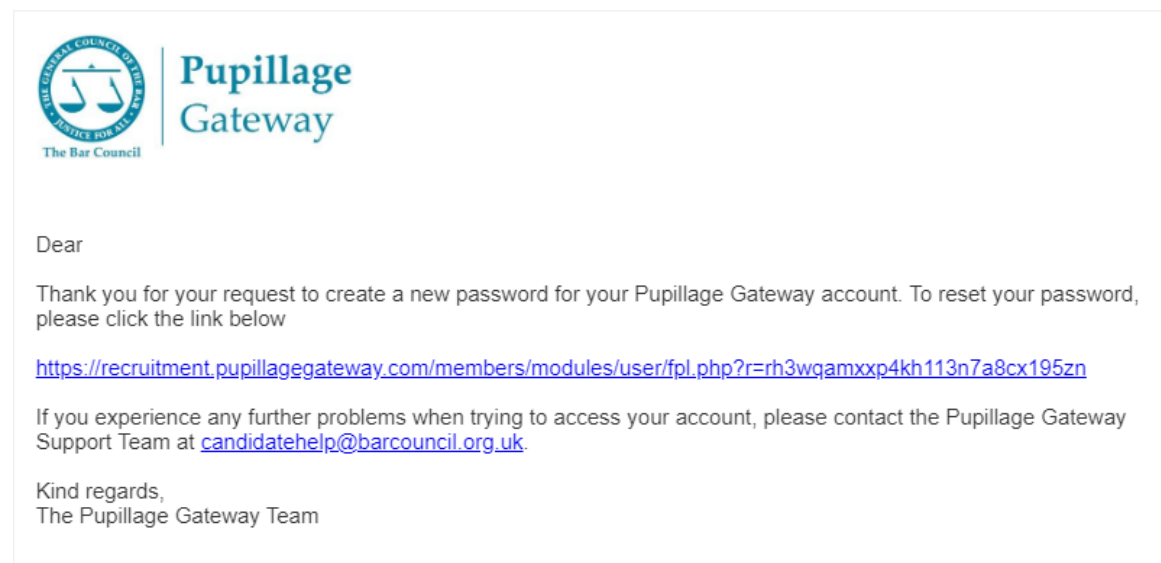 THE GENERAL COUNCIL OF THE BAR
JUSTICE FOR ALL
The Bar Council
Pupillage
Gateway
Dear
Thank you for your request to create a new password for your Pupillage Gateway account. To reset your password,
please click the link below
https://recruitment.pupillagegateway.com/members/modules/user/fpl.php?r=rh3wqamxxp4kh113n7a8cx195zn
If you experience any further problems when trying to access your account, please contact the Pupillage Gateway
Support Team at candidatehelp@barcouncil.org.uk.
Kind regards,
The Pupillage Gateway Team